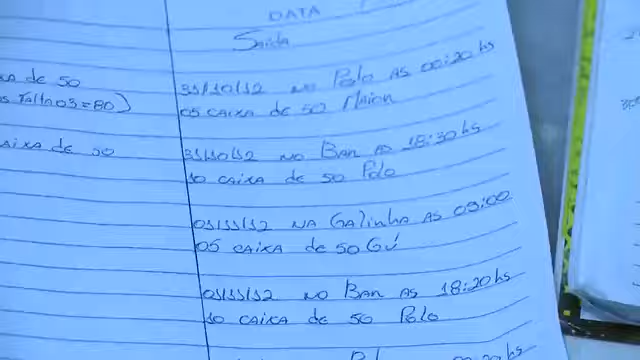 DATA
Saída
xa de 50
31/10/12 no Polo as 00:20 hs
falta 03=80)
05 caixa de 50
aixa de 50
31/10/12 no Bar as 18:30 hs
10 caixa de 50 Polo
01/11/12 na Galinha as 09:00
05 caixa de 50 Gú
01/11/12 no Bar as 18:20 hs
10 caixa de 50 Polo
hs